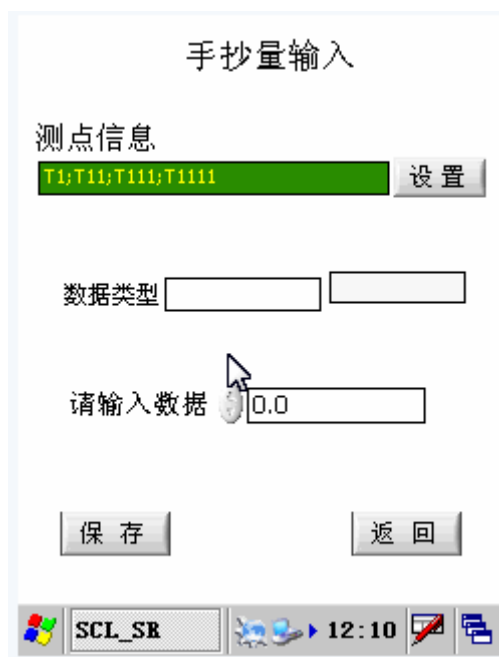 手抄量输入
测点信息
T1;T11;T111;T1111 设置
数据类型
请输入数据 0.0
保存 返回
SCL_SR 12:10